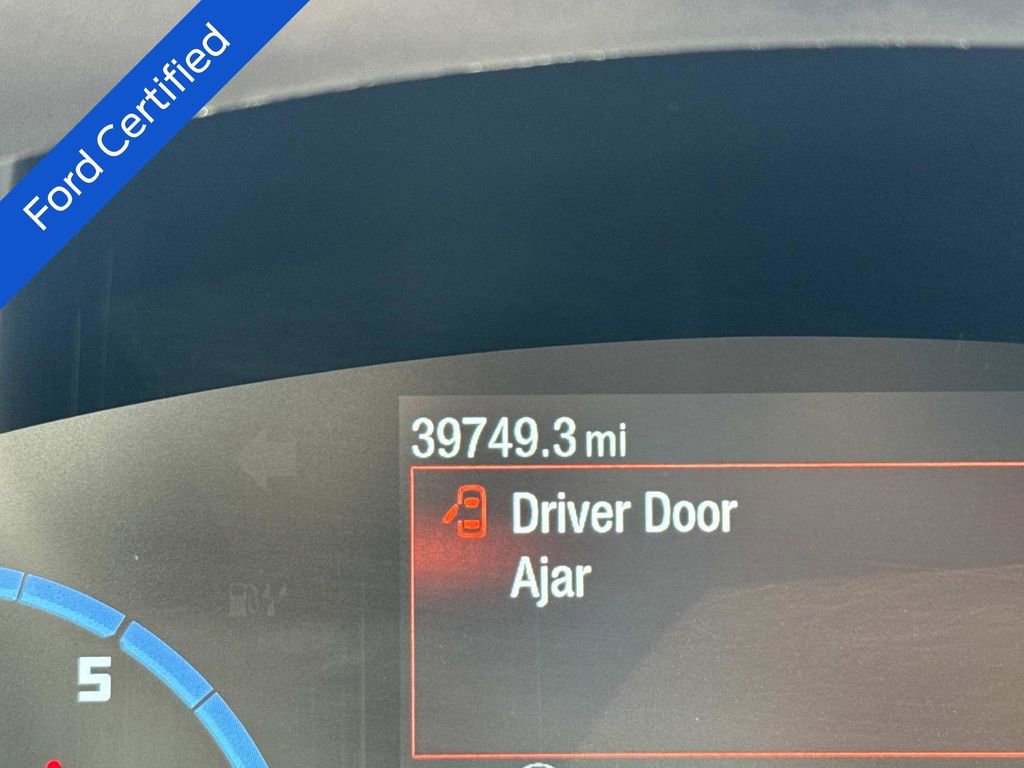 Ford Certified
39749.3 mi
Driver Door
Ajar
5